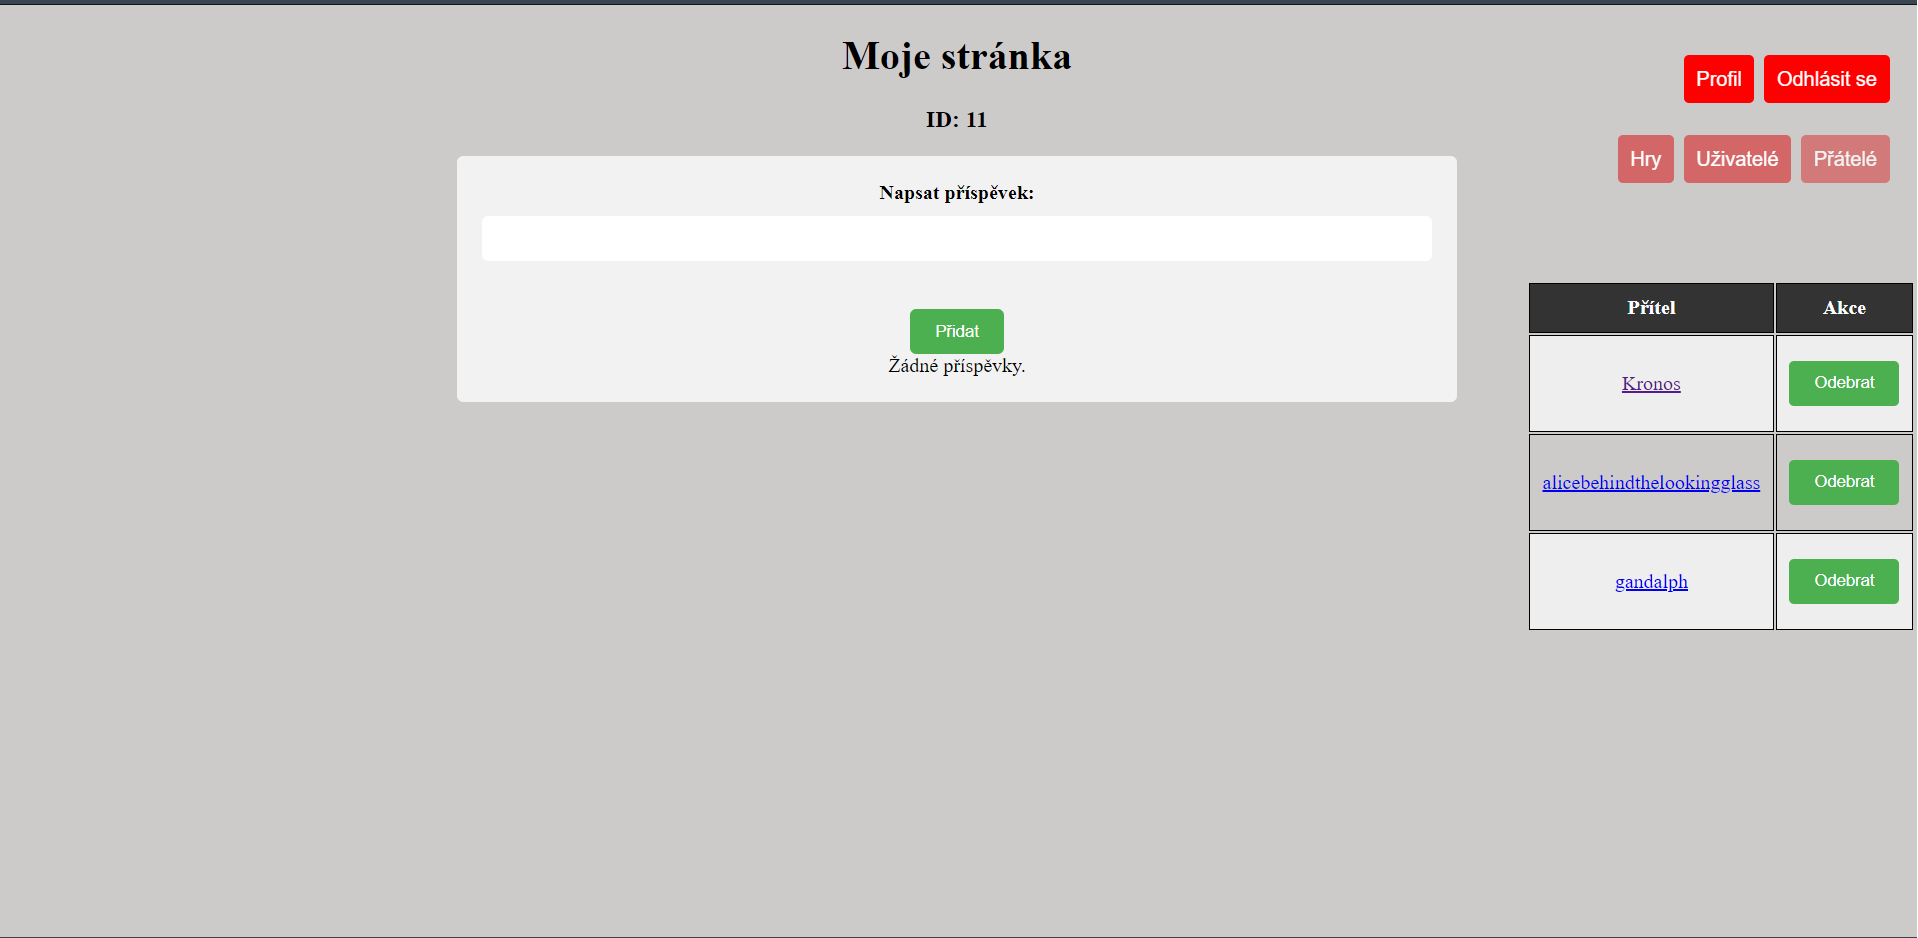 Moje stránka
ID: 11
Profil Odhlásit se
Hry Uživatelé Přátelé
Napsat příspěvek:
Přidat
Žádné příspěvky.
Přítel Akce
Kronos Odebrat
alicebehindthelookingglass Odebrat
gandalph Odebrat